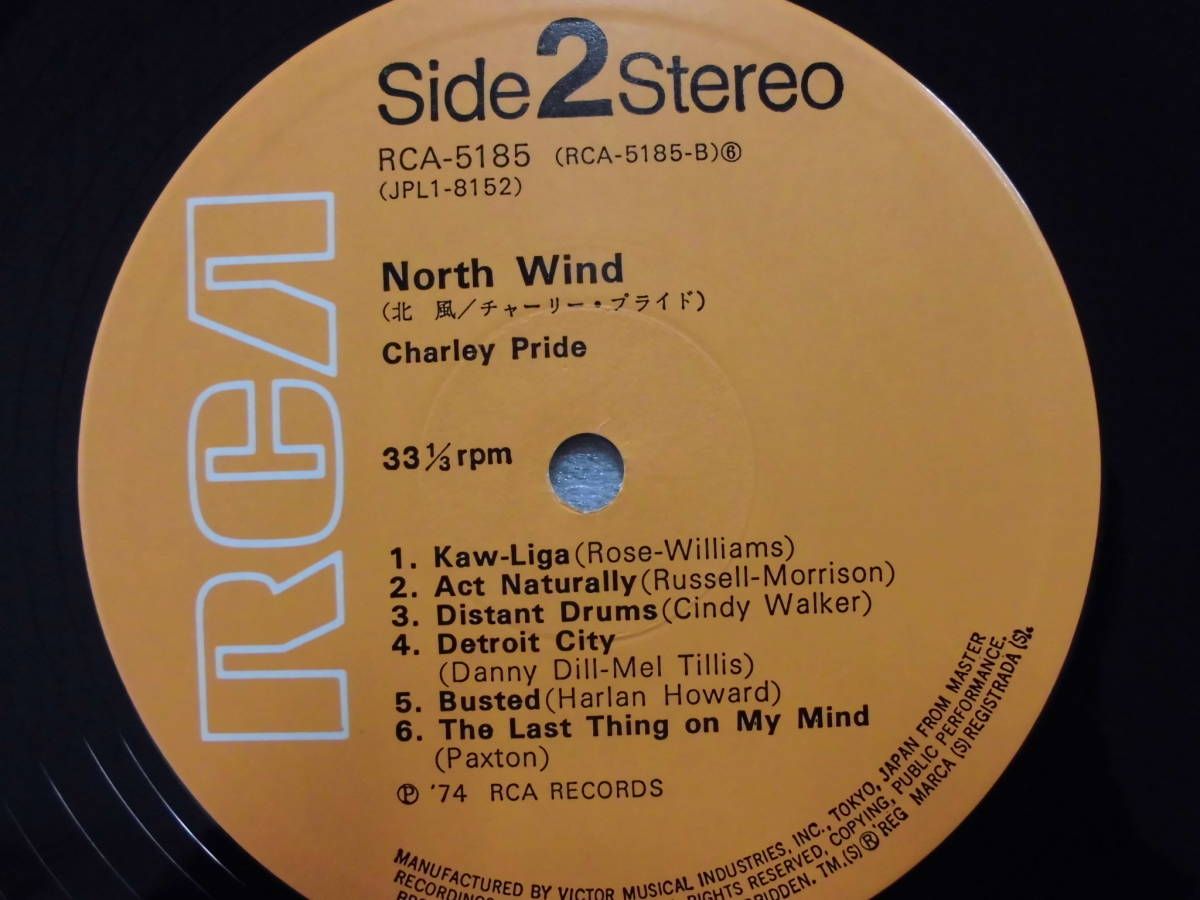 Side 2 Stereo
RCA-5185 (RCA-5185-B)⑥
(JPL1-8152)
RCA
North Wind
(北 風/チャーリー・プライド)
Charley Pride
33 1/3 rpm
1. Kaw-Liga (Rose-Williams)
2. Act Naturally (Russell-Morrison)
3. Distant Drums (Cindy Walker)
4. Detroit City
(Danny Dill-Mel Tillis)
5. Busted (Harlan Howard)
6. The Last Thing on My Mind
(Paxton)
℗ '74 RCA RECORDS
MANUFACTURED BY VICTOR MUSICAL INDUSTRIES, INC., TOKYO, JAPAN FROM MASTER
RECORDINGS RIGHTS RESERVED, COPYING, PUBLIC PERFORMANCE,
TM.(S)® REG MARCA (S) REGISTRADA (S).